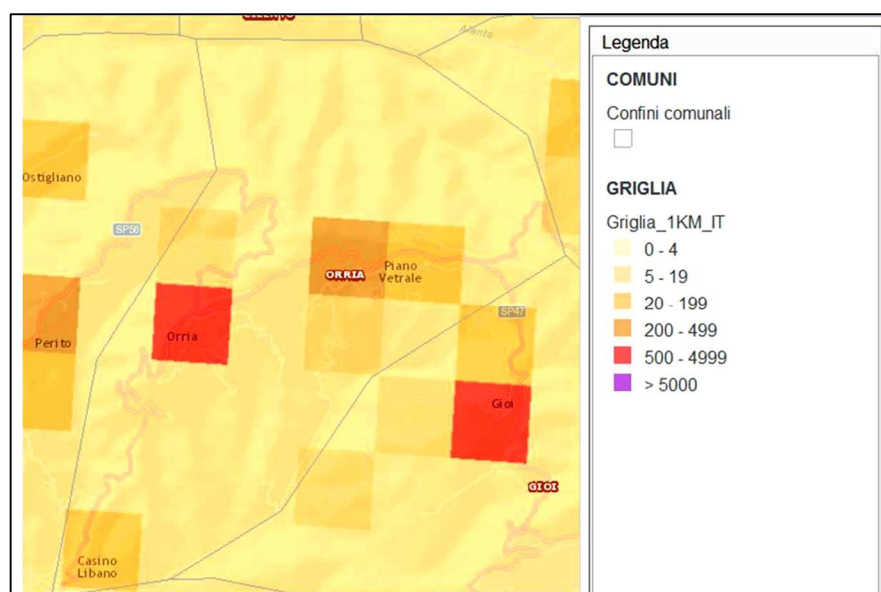 Alento
Ostigliano
SP56
ORRIA
Piano
Vetrale
SP47
Perito
Orria
Gioi
GIOI
Casino
Libano
Legenda
COMUNI
Confini comunali
GRIGLIA
Griglia_1KM_IT
0 - 4
5 - 19
20 - 199
200 - 499
500 - 4999
> 5000